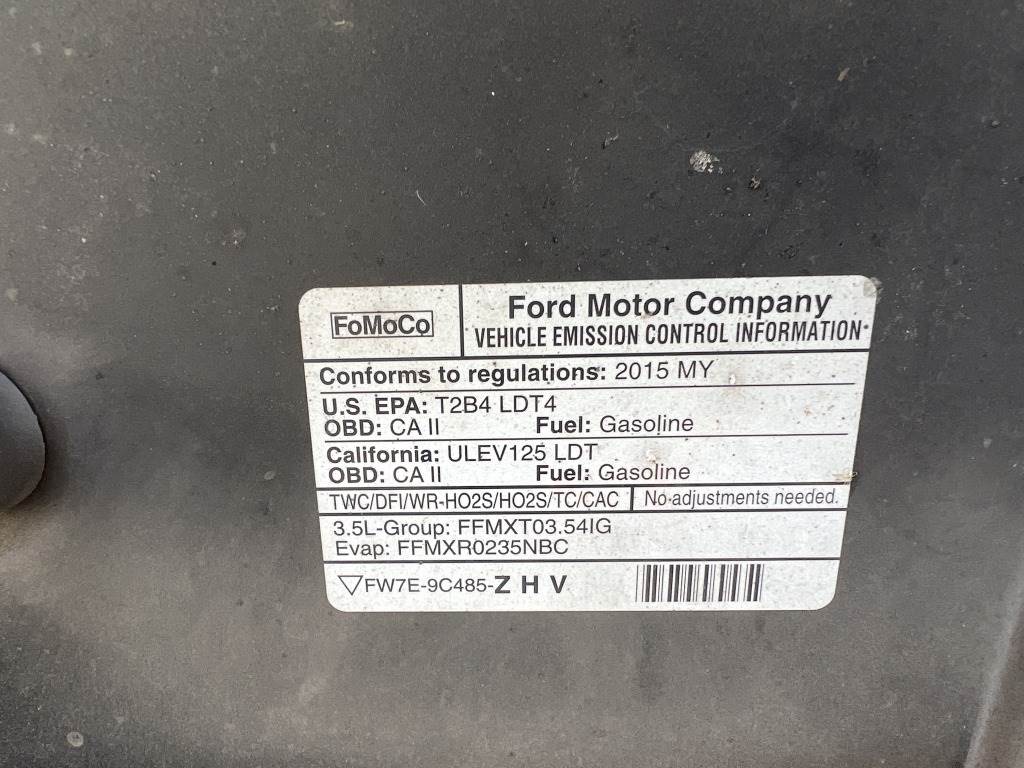 FoMoCo
Ford Motor Company
VEHICLE EMISSION CONTROL INFORMATION
Conforms to regulations: 2015 MY
U.S. EPA: T2B4 LDT4
OBD: CA II Fuel: Gasoline
California: ULEV125 LDT
OBD: CA II Fuel: Gasoline
TWC/DFI/WR-HO2S/HO2S/TC/CAC No adjustments needed.
3.5L-Group: FFMXT03.54IG
Evap: FFMXR0235NBC
FW7E-9C485-Z H V